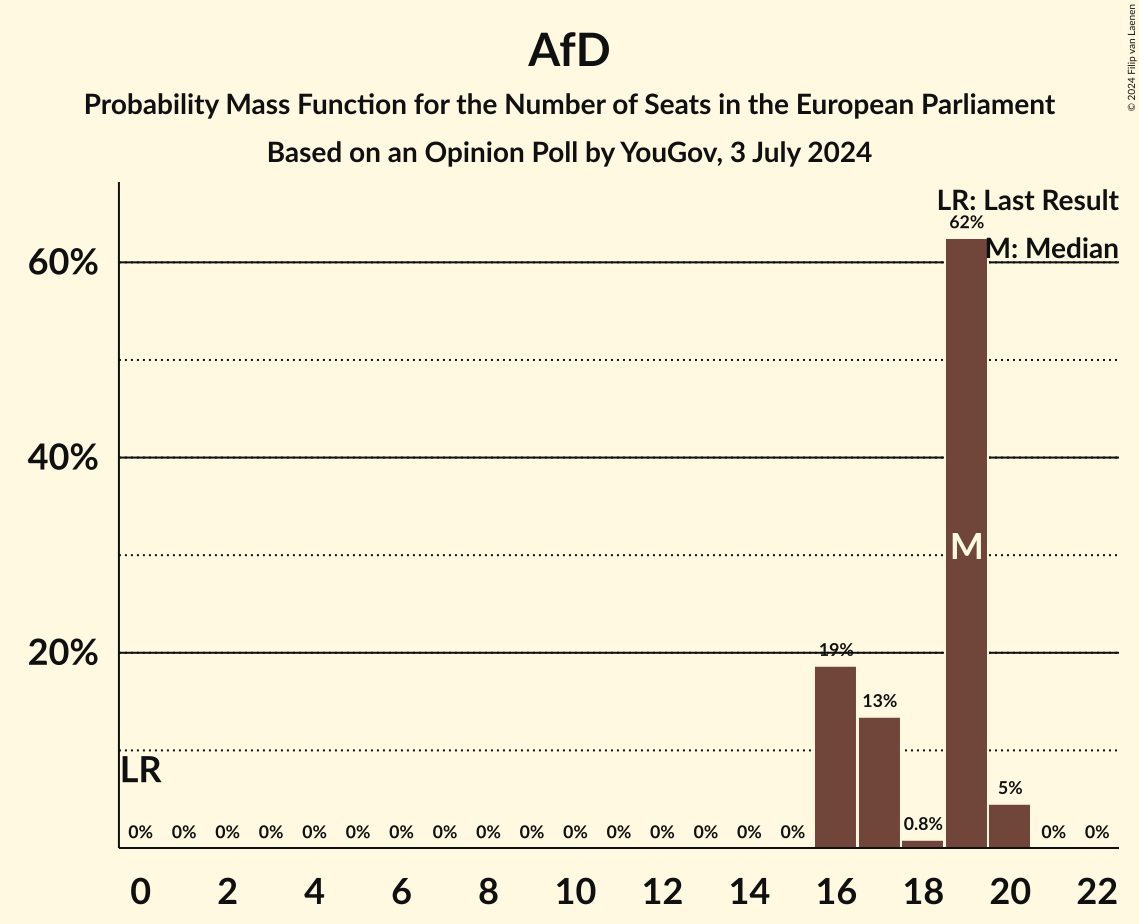 AfD
Probability Mass Function for the Number of Seats in the European Parliament
Based on an Opinion Poll by YouGov, 3 July 2024
© 2024 Filip van Laenen
LR: Last Result
M: Median
60%
40%
20%
62%
M
19%
13%
0.8%
5%
LR
0% 0% 0% 0% 0% 0% 0% 0% 0% 0% 0% 0% 0% 0% 0% 0% 0% 0%
0 2 4 6 8 10 12 14 16 18 20 22